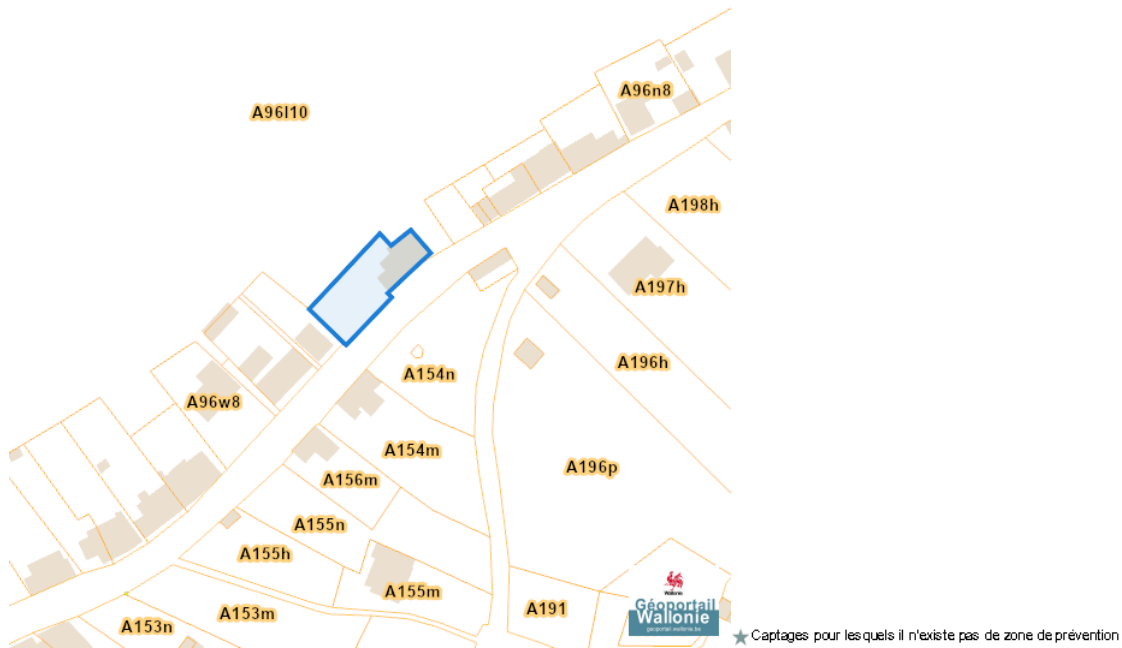 A96n8
A96l10
A198h
A197h
A196h
A154n
A96w8
A154m
A196p
A156m
A155n
A155h
A155m
A191
A153m
A153n
Wallonie
Géoportail
Wallonie
geoportail.wallonie.be
Captages pour lesquels il n'existe pas de zone de prévention